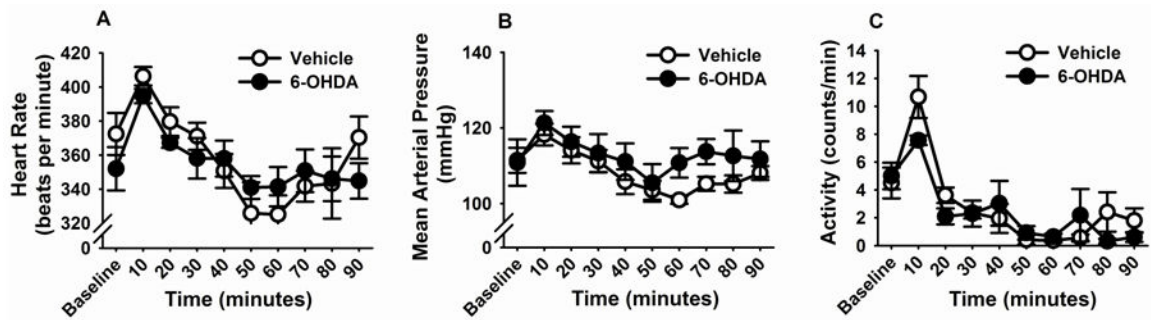 A
Heart Rate
(beats per minute)
420
400
380
360
340
320
0
Vehicle
6-OHDA
Baseline
10
20
30
40
50
60
70
80
90
Time (minutes)
B
Mean Arterial Pressure
(mmHg)
140
120
100
0
Vehicle
6-OHDA
Baseline
10
20
30
40
50
60
70
80
90
Time (minutes)
C
Activity (counts/min)
14
12
10
8
6
4
2
0
Vehicle
6-OHDA
Baseline
10
20
30
40
50
60
70
80
90
Time (minutes)